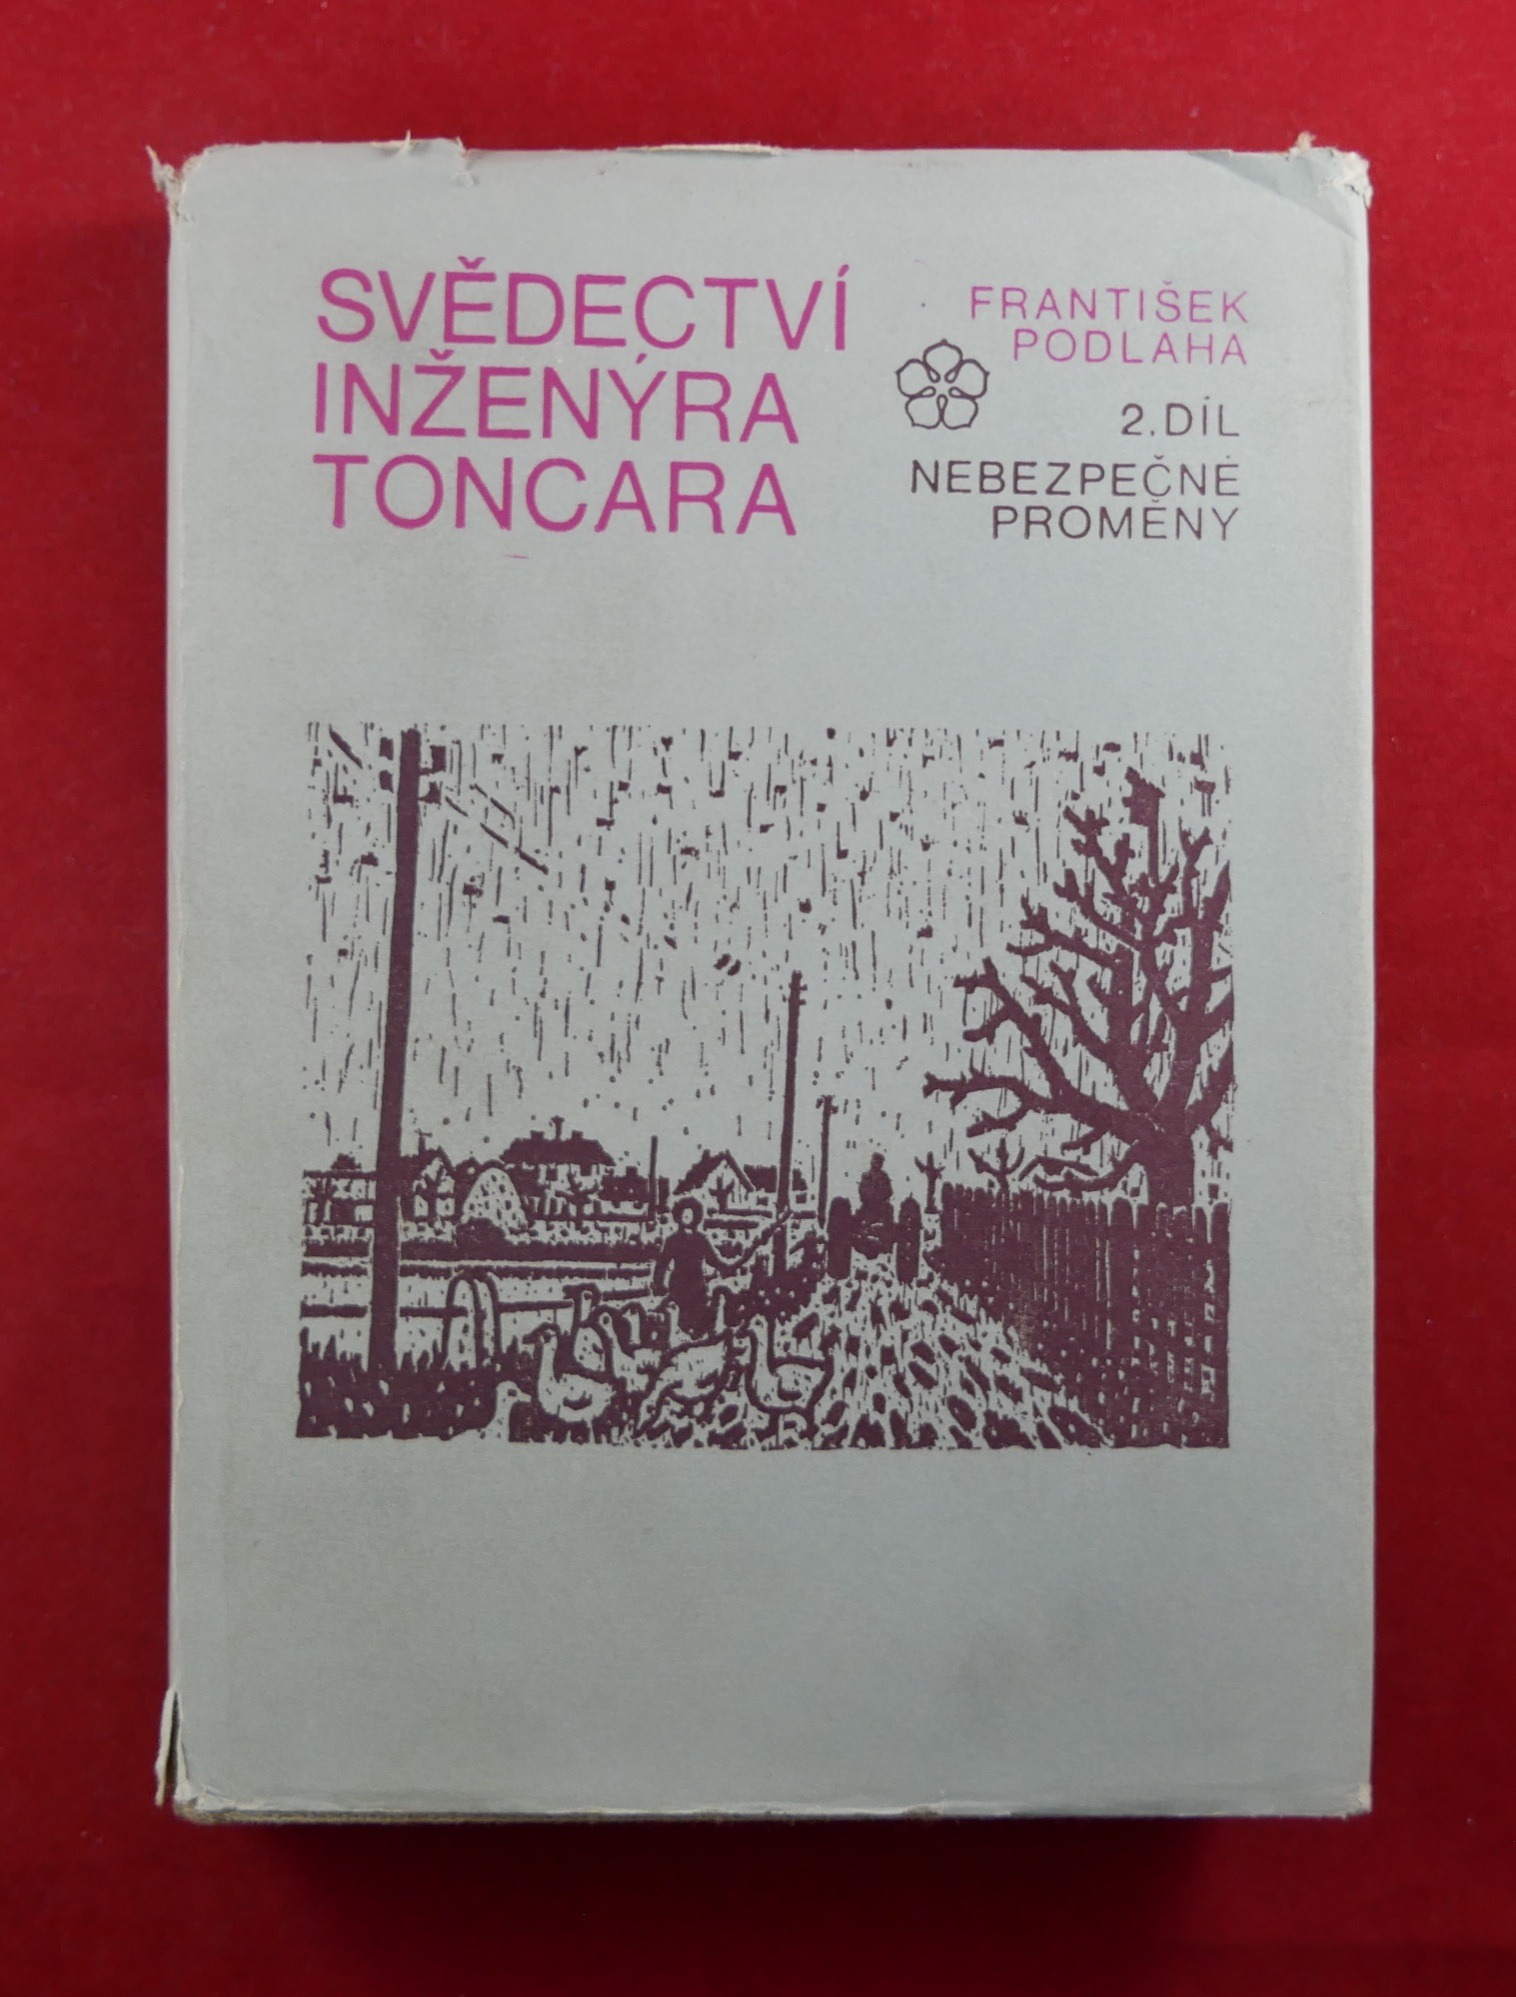 SVĚDECTVÍ
INŽENÝRA
TONCARA
FRANTIŠEK
PODLAHA
2. DÍL
NEBEZPEČNÉ
PROMĚNY